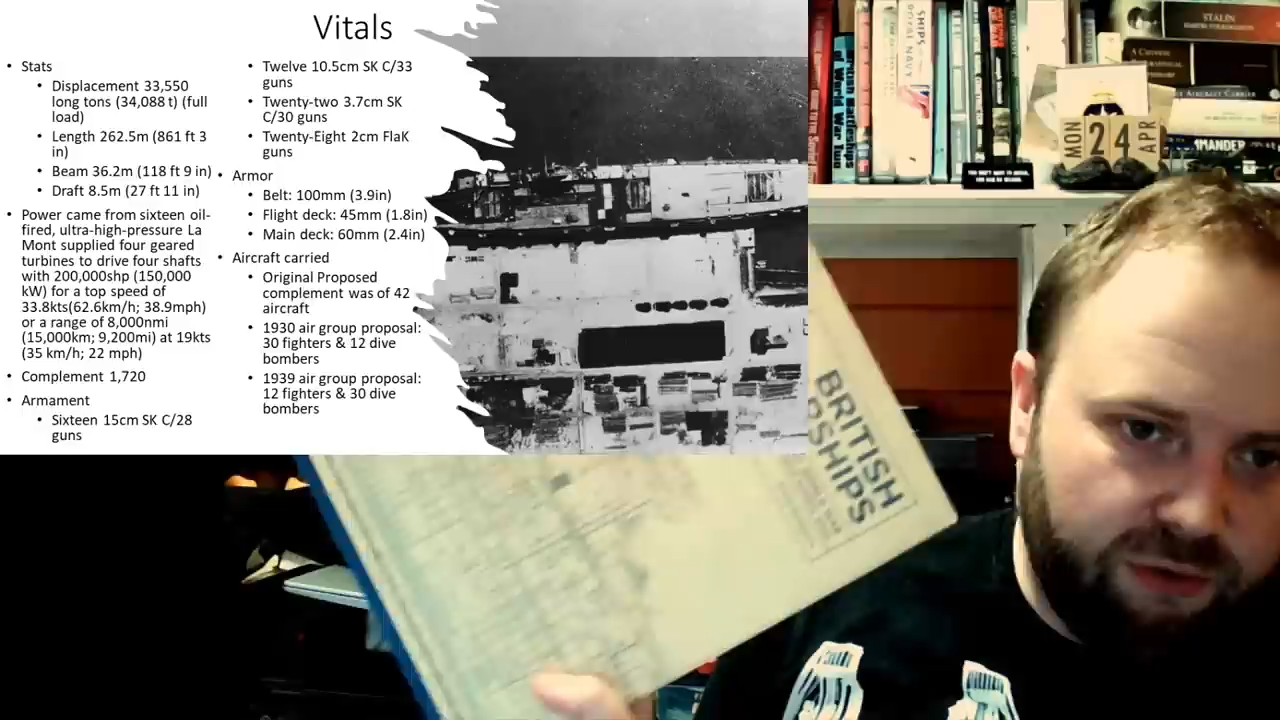 Vitals
• Stats
• Displacement 33,550
long tons (34,088 t) (full
load)
• Length 262.5m (861 ft 3
in)
• Beam 36.2m (118 ft 9 in)
• Draft 8.5m (27 ft 11 in)
• Power came from sixteen oil-
fired, ultra-high-pressure La
Mont supplied four geared
turbines to drive four shafts
with 200,000shp (150,000
kW) for a top speed of
33.8kts(62.6km/h; 38.9mph)
or a range of 8,000nmi
(15,000km; 9,200mi) at 19kts
(35 km/h; 22 mph)
• Complement 1,720
• Armament
• Sixteen 15cm SK C/28
guns
• Twelve 10.5cm SK C/33
guns
• Twenty-two 3.7cm SK
C/30 guns
• Twenty-Eight 2cm FlaK
guns
• Armor
• Belt: 100mm (3.9in)
• Flight deck: 45mm (1.8in)
• Main deck: 60mm (2.4in)
• Aircraft carried
• Original Proposed
complement was of 42
aircraft
• 1930 air group proposal:
30 fighters & 12 dive
bombers
• 1939 air group proposal:
12 fighters & 30 dive
bombers
SHIPS
ROYAL NAVY
STALIN
AIRCRAFT CARRIER
MMANDER
MON
24
APR
BRITISH
RSHIPS